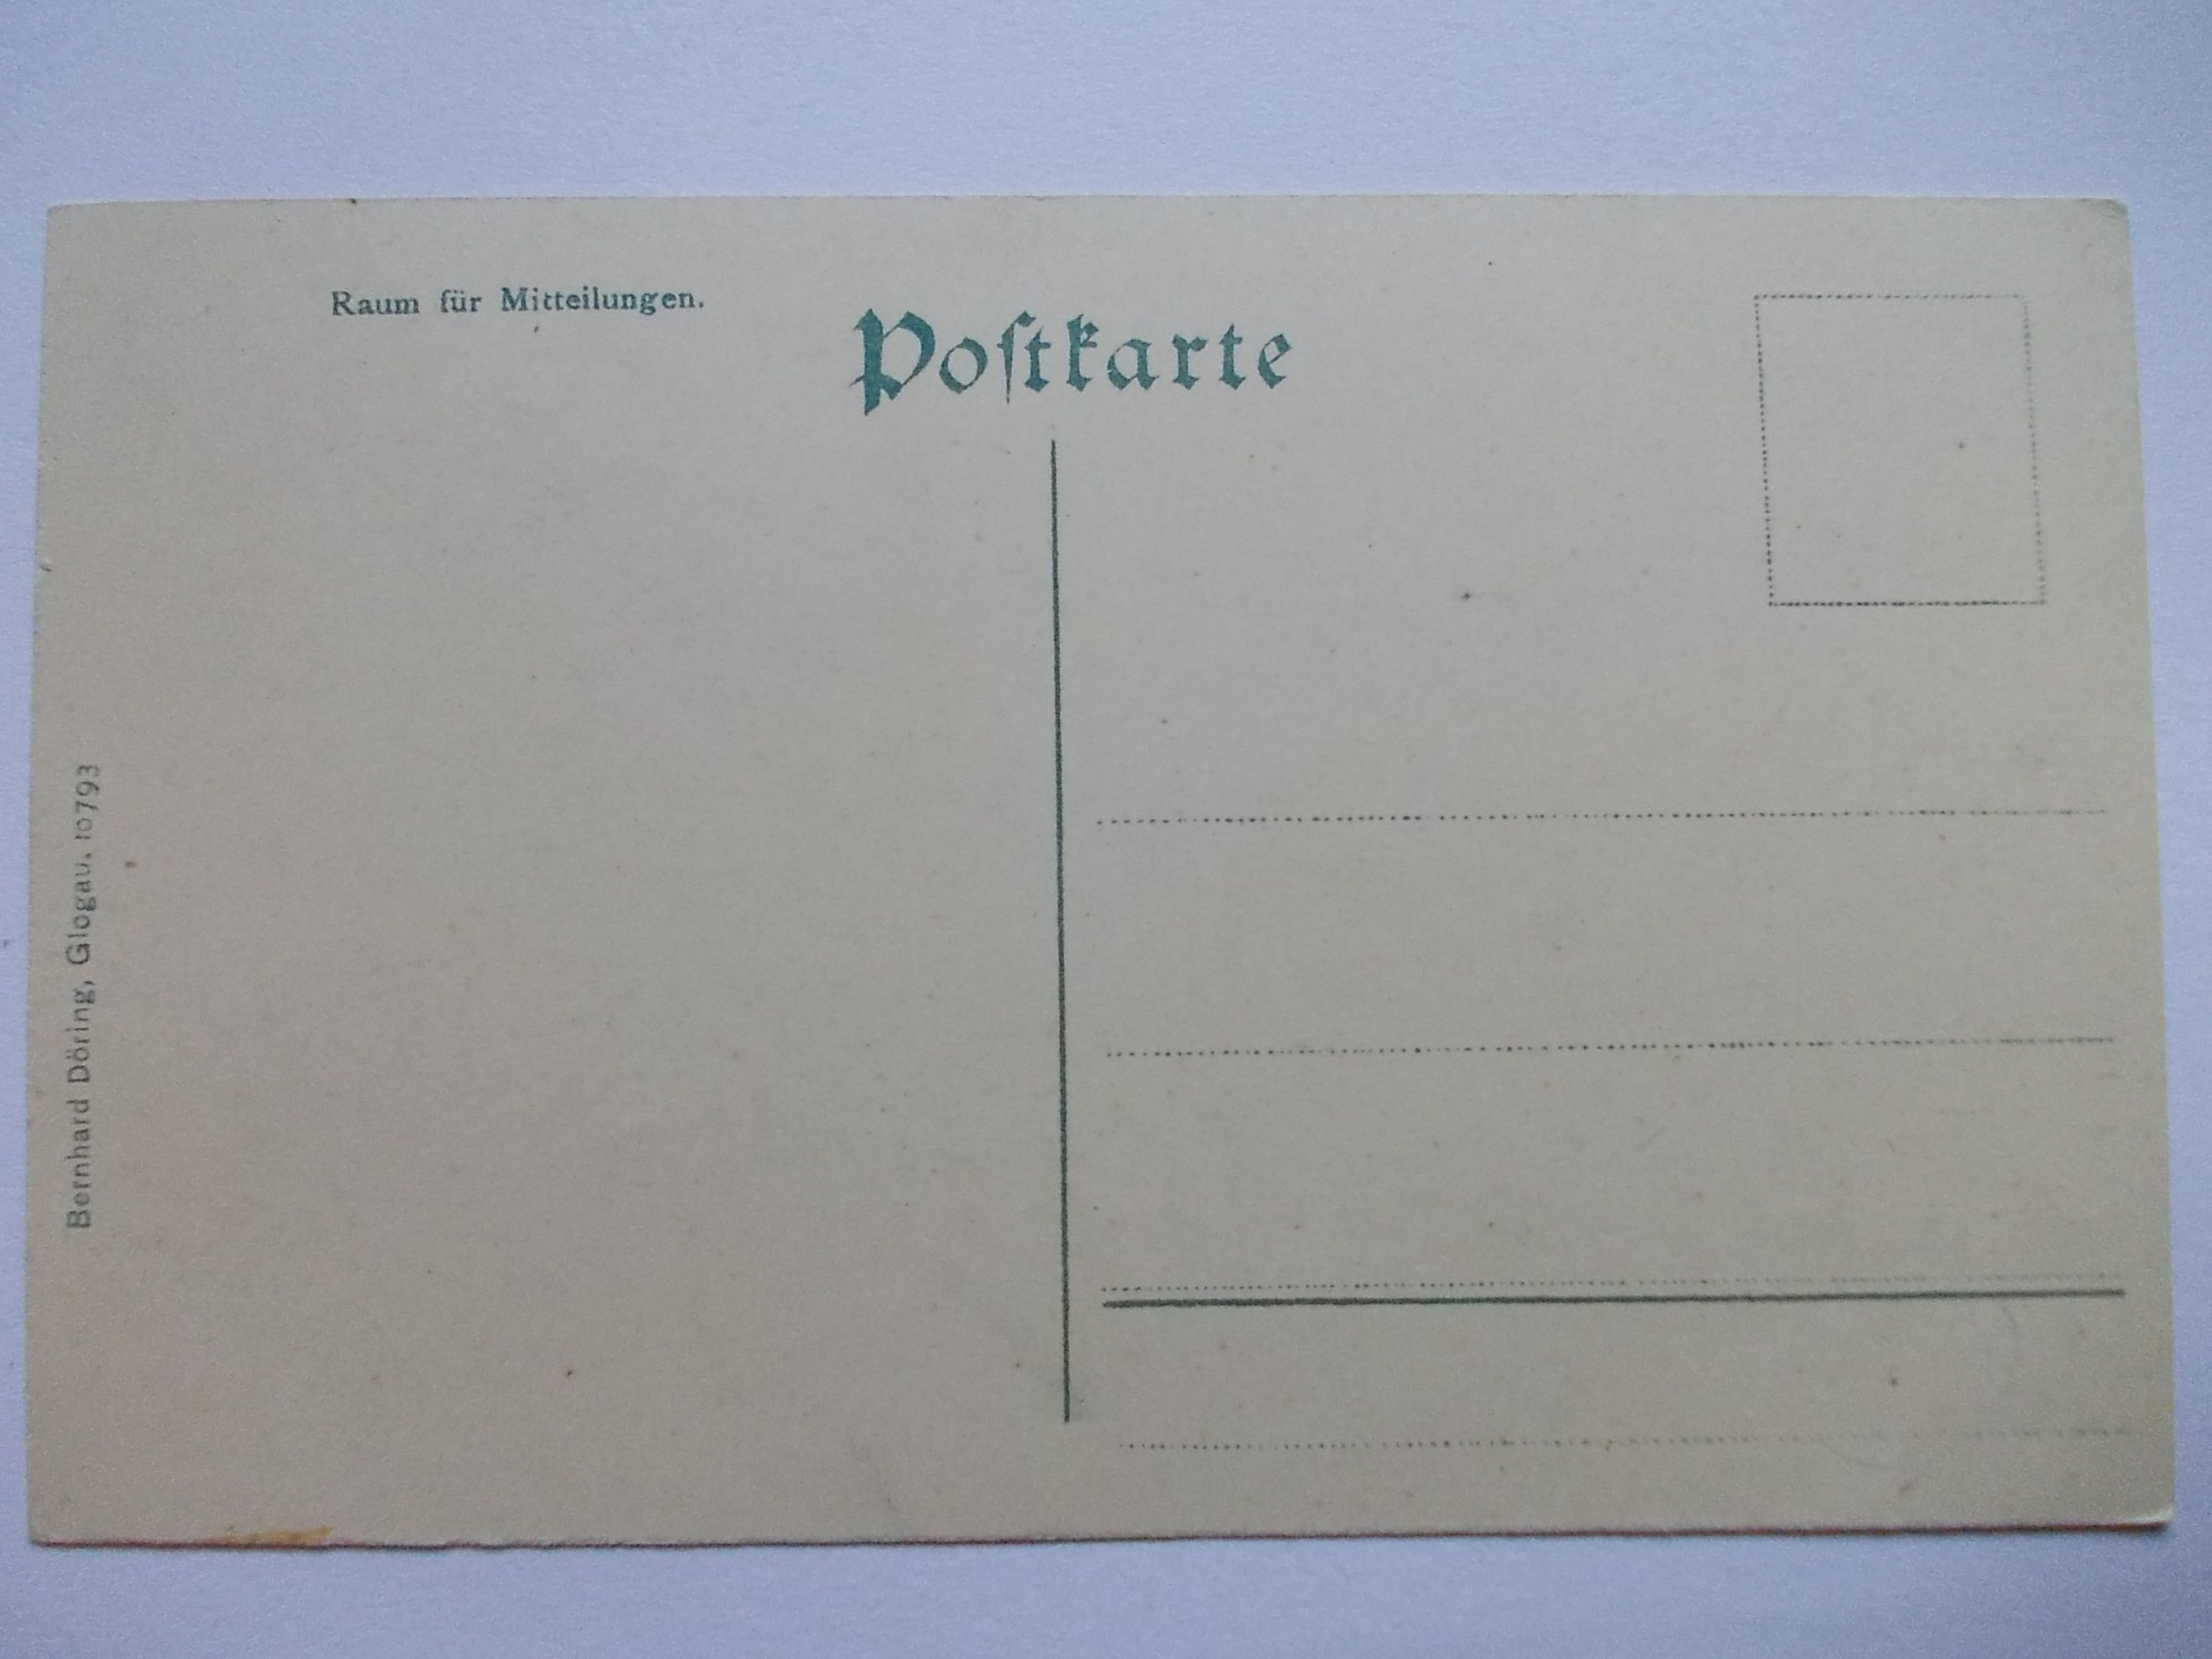 Raum für Mitteilungen.
Poſtkarte
Bernhard Döring, Glogau. 10793